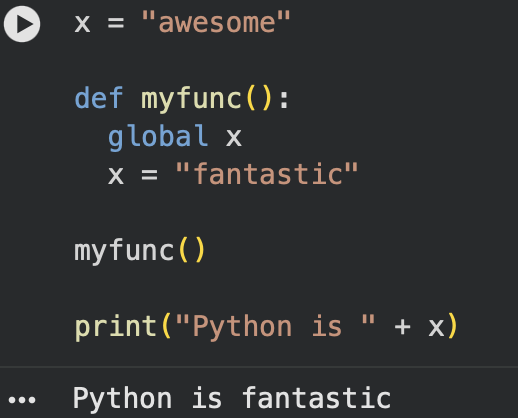 x = "awesome"

def myfunc():
  global x
  x = "fantastic"

myfunc()

print("Python is " + x)
Python is fantastic